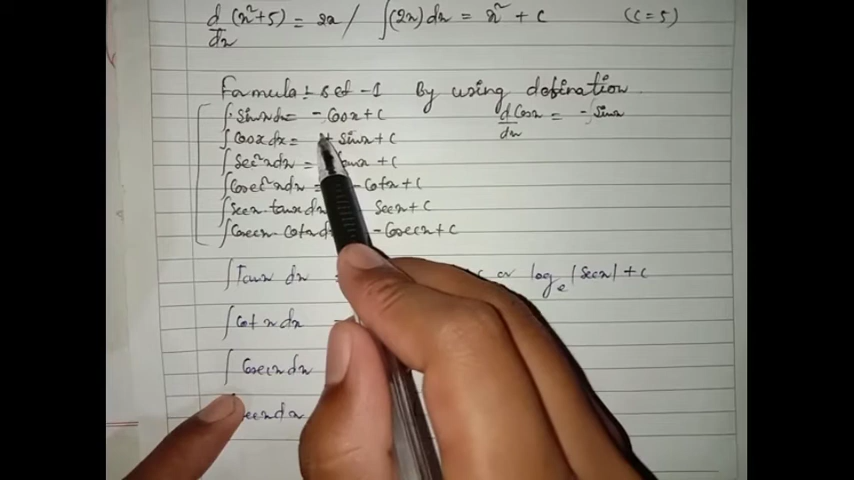 d/dx (x²+5) = 2x / ∫(2x) dx = x² + c (c=5)
Formula:- set -1 By using defination
∫ sinx dx = - Cosx + c d/dx Cosx = - sinx
∫ Cosx dx = + sinx + c
∫ sec²x dx = tanx + c
∫ Cosec²x dx = - Cotx + c
∫ secx tanx dx secx + c
∫ Cosecx Cotx dx - Cosecx + c
∫ Tanx dx = c or logₑ |secx| + c
∫ Cot x dx =
∫ Cosecx dx
secx dx